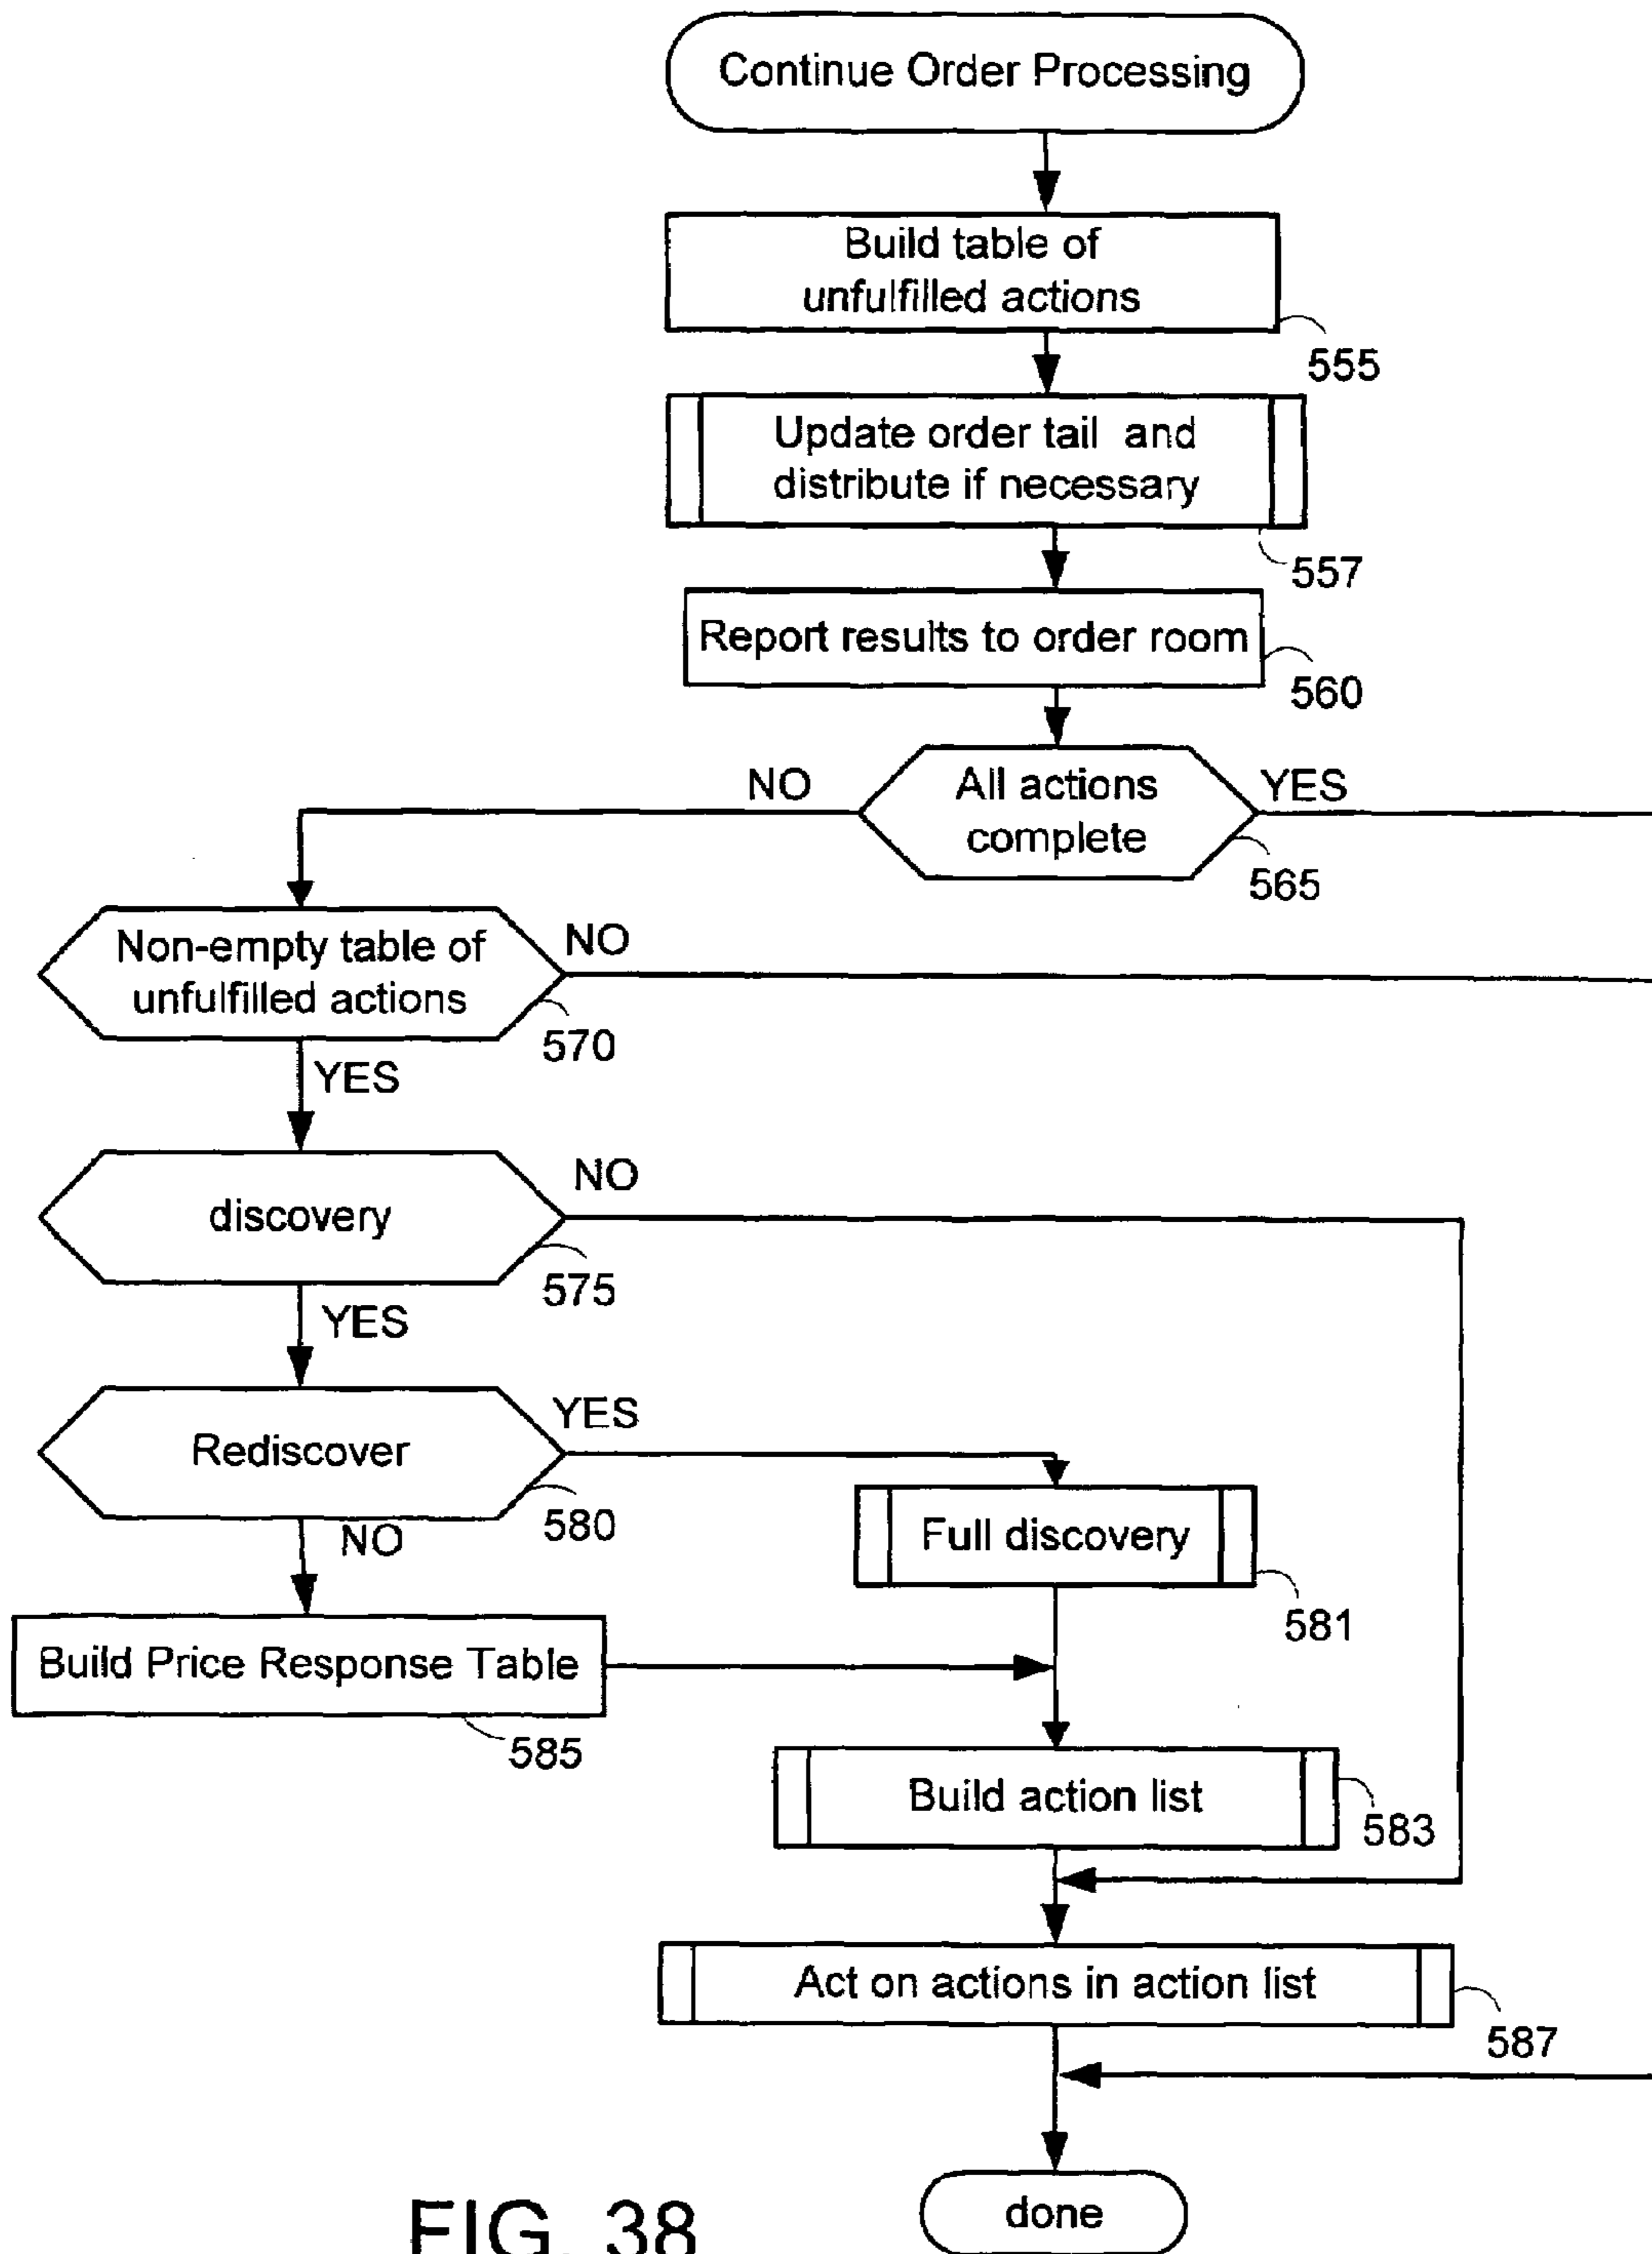 Continue Order Processing
Build table of
unfulfilled actions
555
Update order tail and
distribute if necessary
557
Report results to order room
560
NO
All actions
complete
YES
565
Non-empty table of
unfulfilled actions
NO
570
YES
discovery
NO
575
YES
Rediscover
YES
580
NO
Full discovery
581
Build Price Response Table
585
Build action list
583
Act on actions in action list
587
done
FIG. 38